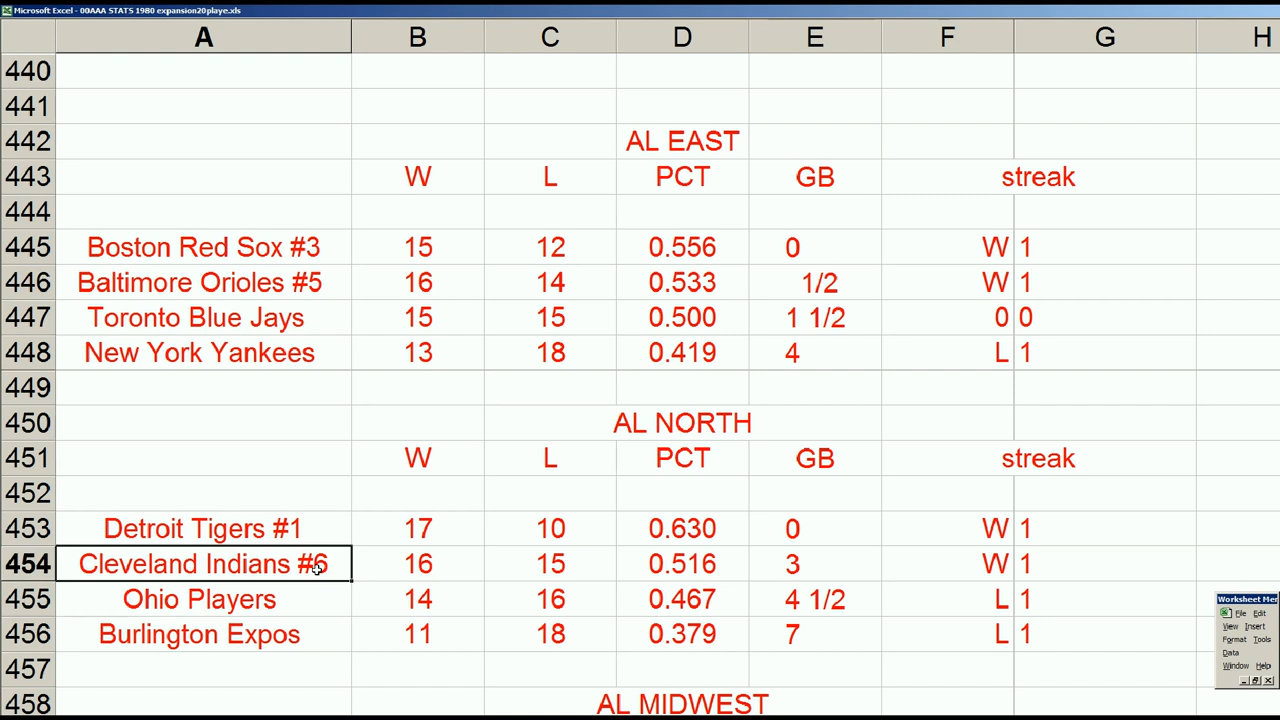 Microsoft Excel - 00AAA STATS 1980 expansion20playe.xls
A B C D E F G H
440
441
442 AL EAST
443 W L PCT GB streak
444
445 Boston Red Sox #3 15 12 0.556 0 W 1
446 Baltimore Orioles #5 16 14 0.533 1/2 W 1
447 Toronto Blue Jays 15 15 0.500 1 1/2 0 0
448 New York Yankees 13 18 0.419 4 L 1
449
450 AL NORTH
451 W L PCT GB streak
452
453 Detroit Tigers #1 17 10 0.630 0 W 1
454 Cleveland Indians #6 16 15 0.516 3 W 1
455 Ohio Players 14 16 0.467 4 1/2 L 1
456 Burlington Expos 11 18 0.379 7 L 1
457
458 AL MIDWEST
Worksheet Mer
File Edit
View Insert
Format Tools
Data
Window Help